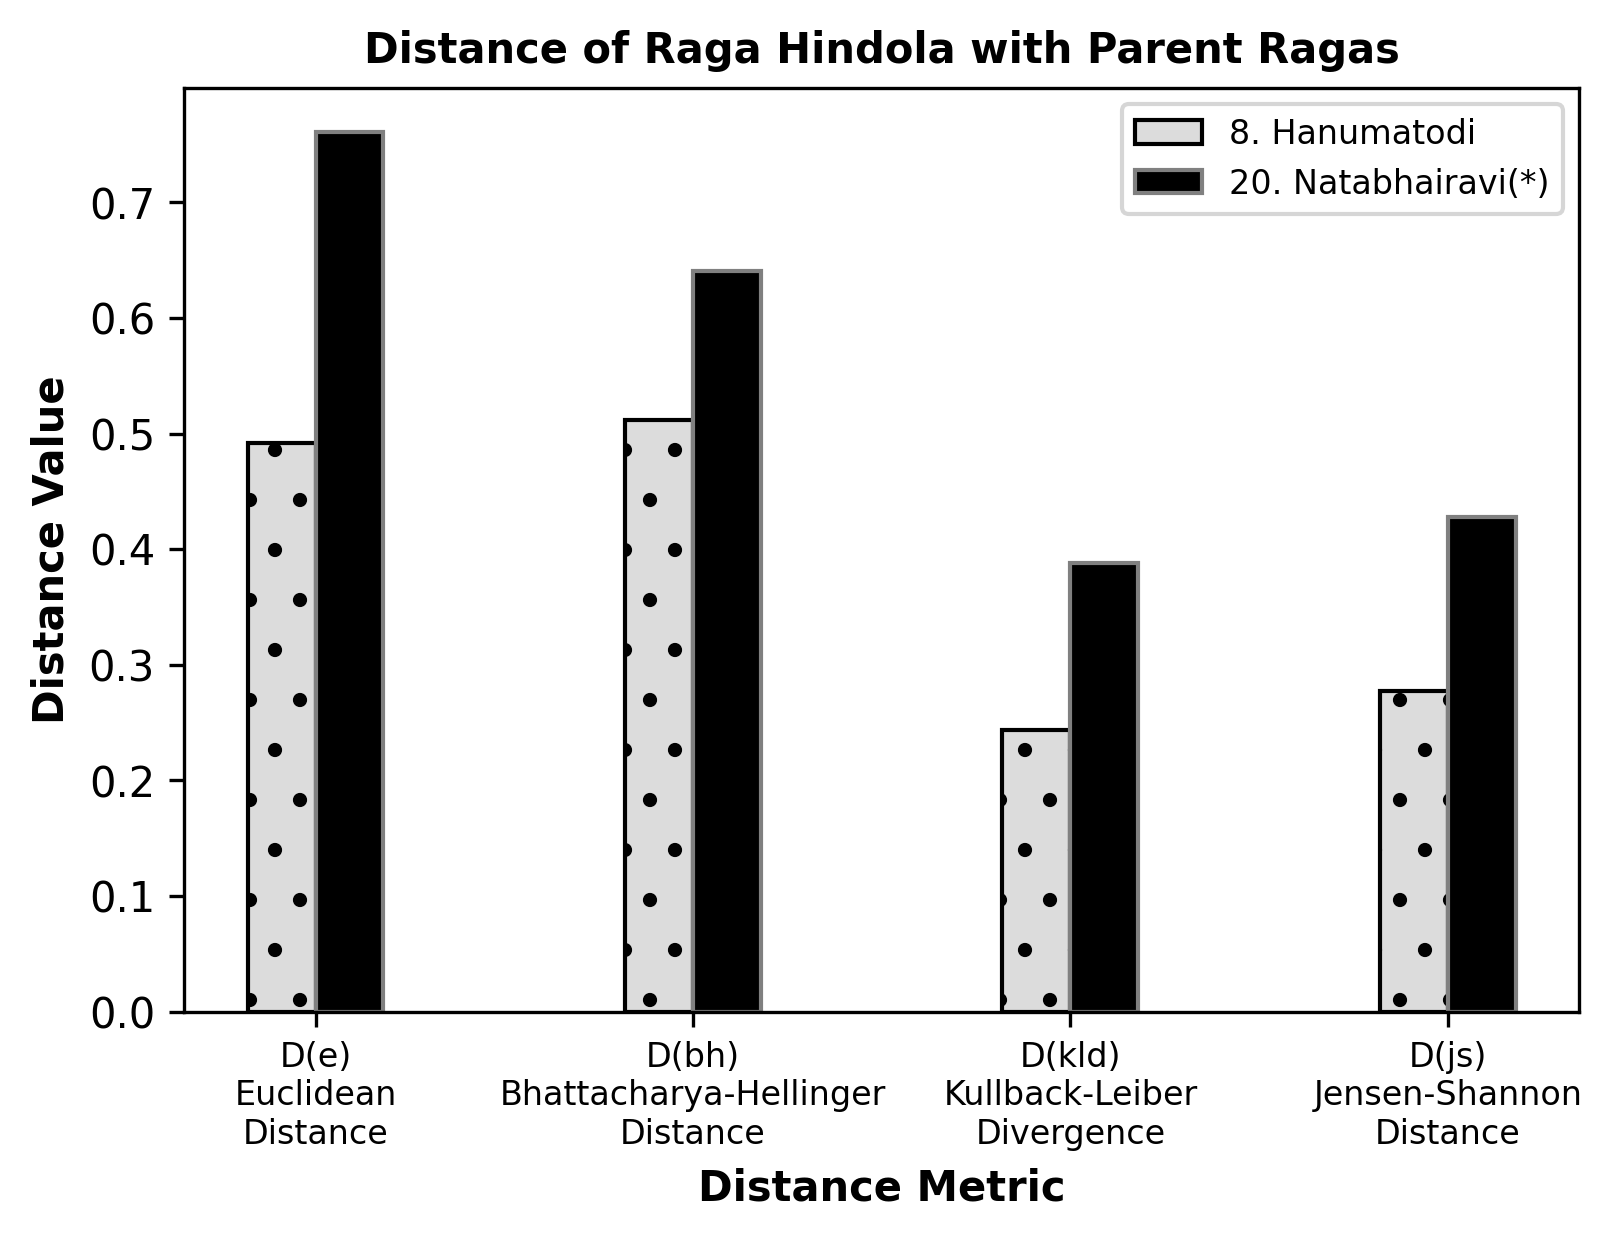 Distance of Raga Hindola with Parent Ragas
8. Hanumatodi
20. Natabhairavi(*)
Distance Value
0.7
0.6
0.5
0.4
0.3
0.2
0.1
0.0
D(e)
Euclidean
Distance
D(bh)
Bhattacharya-Hellinger
Distance
D(kld)
Kullback-Leiber
Divergence
D(js)
Jensen-Shannon
Distance
Distance Metric